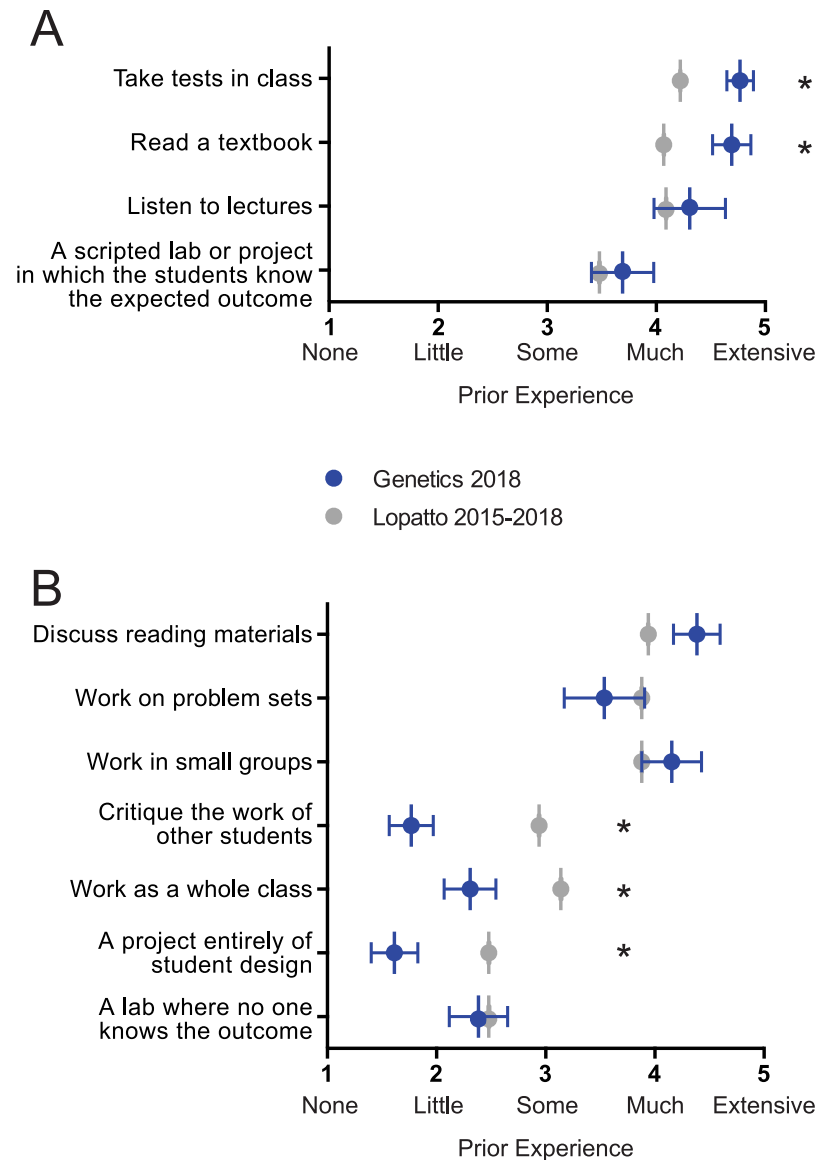 A
Take tests in class
*
Read a textbook
*
Listen to lectures
A scripted lab or project
in which the students know
the expected outcome
1 2 3 4 5
None Little Some Much Extensive
Prior Experience
Genetics 2018
Lopatto 2015-2018
B
Discuss reading materials
Work on problem sets
Work in small groups
Critique the work of
other students
*
Work as a whole class
*
A project entirely of
student design
*
A lab where no one
knows the outcome
1 2 3 4 5
None Little Some Much Extensive
Prior Experience